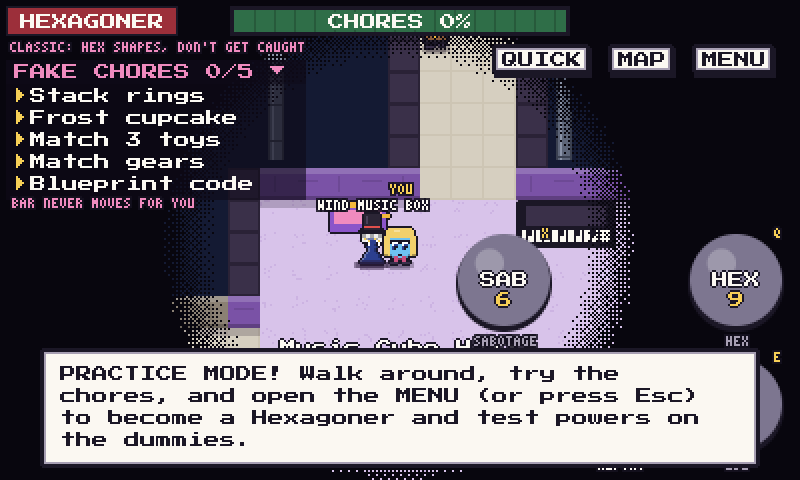 HEXAGONER
CHORES 0%
CLASSIC: HEX SHAPES, DON'T GET CAUGHT
QUICK
MAP
MENU
FAKE CHORES 0/5
Stack rings
Frost cupcake
Match 3 toys
Match gears
Blueprint code
BAR NEVER MOVES FOR YOU
YOU
WIND MUSIC BOX
Q
SAB
6
SABOTAGE
HEX
9
HEX
E
PRACTICE MODE! Walk around, try the
chores, and open the MENU (or press Esc)
to become a Hexagoner and test powers on
the dummies.